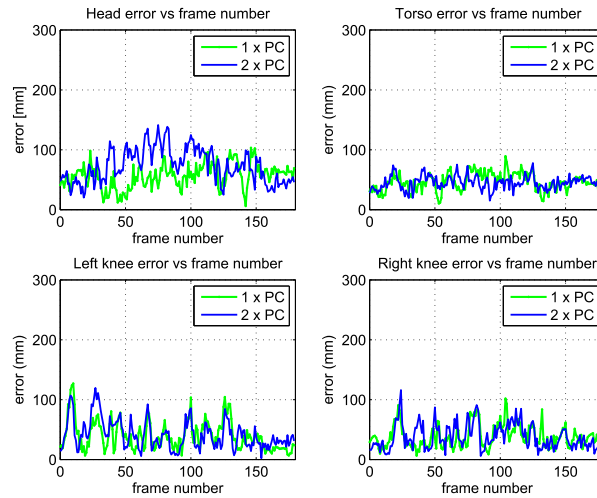 Head error vs frame number
300
200
100
0
error [mm]
1 x PC
2 x PC
0 50 100 150
frame number
Torso error vs frame number
300
200
100
0
error (mm)
1 x PC
2 x PC
0 50 100 150
frame number
Left knee error vs frame number
300
200
100
0
error (mm)
1 x PC
2 x PC
0 50 100 150
frame number
Right knee error vs frame number
300
200
100
0
error (mm)
1 x PC
2 x PC
0 50 100 150
frame number